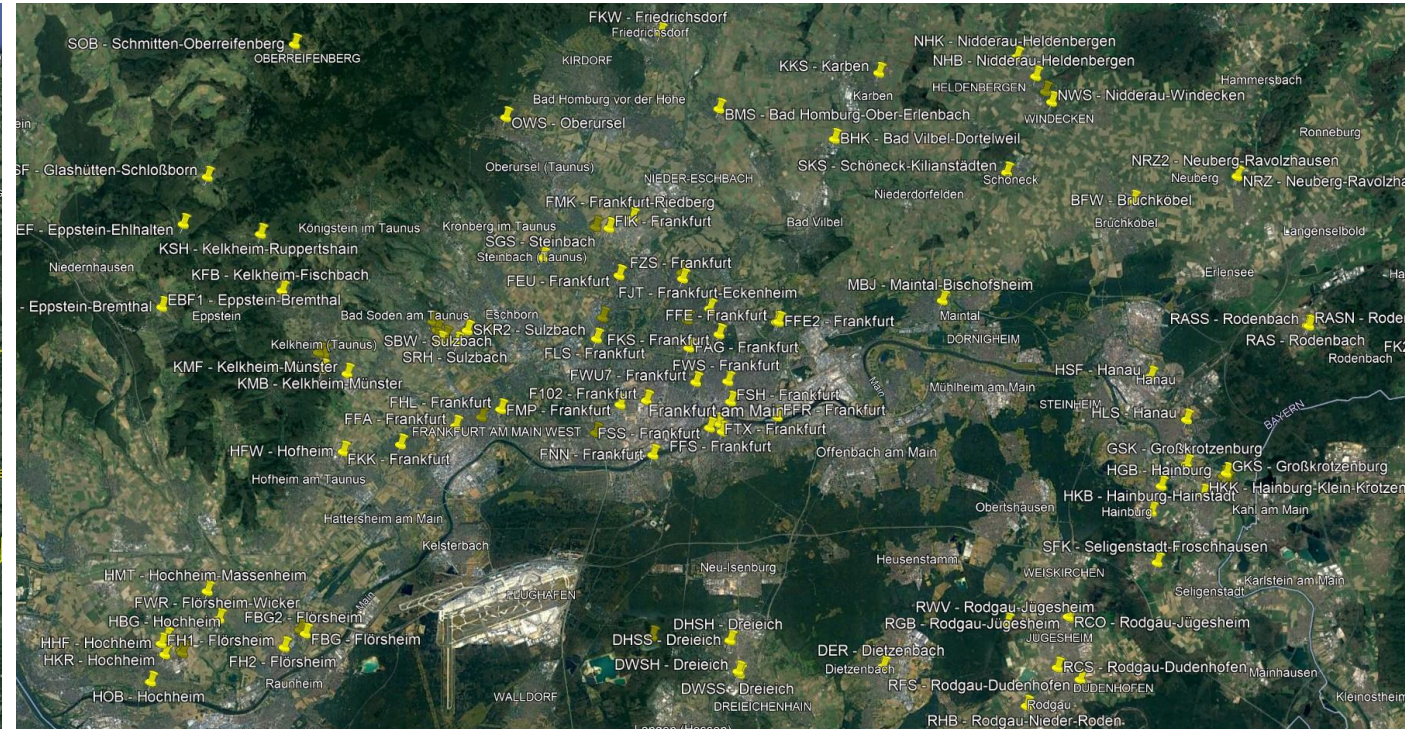 FKW - Friedrichsdorf
Friedrichsdorf
SOB - Schmitten-Oberreifenberg
OBERREIFENBERG
KIRDORF
NHK - Nidderau-Heldenbergen
NHB - Nidderau-Heldenbergen
KKS - Karben
Karben
HELDENBERGEN
Hammersbach
Bad Homburg vor der Höhe
NWS - Nidderau-Windecken
WINDECKEN
OWS - Oberursel
BMS - Bad Homburg-Ober-Erlenbach
BHK - Bad Vilbel-Dortelweil
Ronneburg
ein
Oberursel (Taunus)
SKS - Schöneck-Kilianstädten
Schöneck
NRZ2 - Neuberg-Ravolzhausen
SF - Glashütten-Schloßborn
NIEDER-ESCHBACH
Neuberg
NRZ - Neuberg-Ravolzha
Niederdorfelden
BFW - Bruchköbel
Bruchköbel
FMK - Frankfurt-Riedberg
FIK - Frankfurt
Bad Vilbel
EF - Eppstein-Ehlhalten
Königstein im Taunus
Kronberg im Taunus
Langenselbold
KSH - Kelkheim-Ruppertshain
SGS - Steinbach
Steinbach (Taunus)
Niedernhausen
KFB - Kelkheim-Fischbach
FZS - Frankfurt
FEU - Frankfurt
Erlensee
Ha
FJT - Frankfurt-Eckenheim
MBJ - Maintal-Bischofsheim
- Eppstein-Bremthal
EBF1 - Eppstein-Bremthal
Eppstein
Bad Soden am Taunus
Eschborn
FFE - Frankfurt
FFE2 - Frankfurt
Maintal
RASS - Rodenbach
RASN - Roden
SKR2 - Sulzbach
SBW - Sulzbach
SRH - Sulzbach
FKS - Frankfurt
FAG - Frankfurt
FLS - Frankfurt
DÖRNIGHEIM
RAS - Rodenbach
Rodenbach
FK2
Kelkheim (Taunus)
KMF - Kelkheim-Münster
KMB - Kelkheim-Münster
FWS - Frankfurt
FWU7 - Frankfurt
HSF - Hanau
Hanau
Main
Mühlheim am Main
F102 - Frankfurt
FSH - Frankfurt
FHL - Frankfurt
FMP - Frankfurt
Frankfurt am Main
FFR - Frankfurt
STEINHEIM
HLS - Hanau
BAYERN
FFA - Frankfurt
FRANKFURT AM MAIN WEST
FSS - Frankfurt
FTX - Frankfurt
FFS - Frankfurt
HFW - Hofheim
FKK - Frankfurt
FNN - Frankfurt
Offenbach am Main
GSK - Großkrotzenburg
HGB - Hainburg
GKS - Großkrotzenburg
Hofheim am Taunus
HKK - Hainburg-Klein-Krotzen
HKB - Hainburg-Hainstadt
Hainburg
Kahl am Main
Obertshausen
Hattersheim am Main
Kelsterbach
SFK - Seligenstadt-Froschhausen
Heusenstamm
Neu-Isenburg
WEISKIRCHEN
HMT - Hochheim-Massenheim
Karlstein am Main
Seligenstadt
FLUGHAFEN
Main
FWR - Flörsheim-Wicker
RWV - Rodgau-Jügesheim
HBG - Hochheim
FBG2 - Flörsheim
DHSH - Dreieich
RGB - Rodgau-Jügesheim
RCO - Rodgau-Jügesheim
JÜGESHEIM
HHF - Hochheim
FH1 - Flörsheim
FBG - Flörsheim
DHSS - Dreieich
DER - Dietzenbach
Dietzenbach
HKR - Hochheim
FH2 - Flörsheim
DWSH - Dreieich
RCS - Rodgau-Dudenhofen
Mainhausen
Raunheim
DWSS - Dreieich
RFS - Rodgau-Dudenhofen
DUDENHOFEN
HOB - Hochheim
WALLDORF
DREIEICHENHAIN
Rodgau
Kleinostheim
RHB - Rodgau-Nieder-Roden
Langen (Hessen)